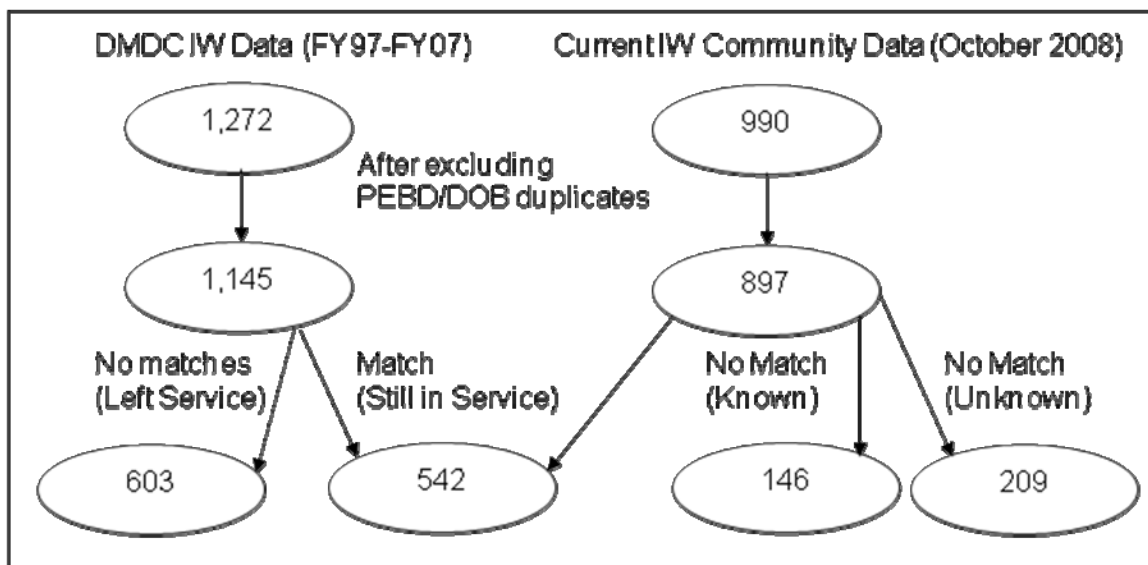 DMDC IW Data (FY97-FY07)
Current IW Community Data (October 2008)
1,272
990
After excluding
PEBD/DOB duplicates
1,145
897
No matches
(Left Service)
Match
(Still in Service)
No Match
(Known)
No Match
(Unknown)
603
542
146
209